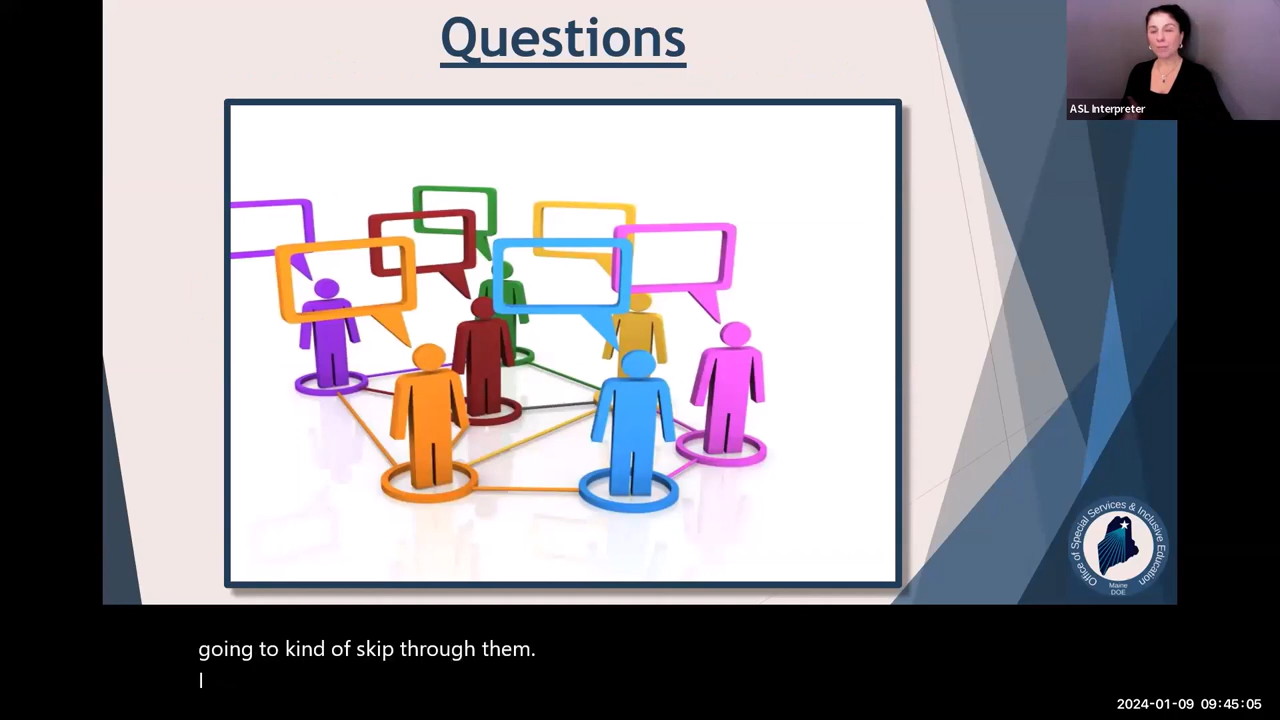 Questions
ASL Interpreter
Office of Special Services & Inclusive Education
Maine
DOE
going to kind of skip through them.
I
2024-01-09 09:45:05